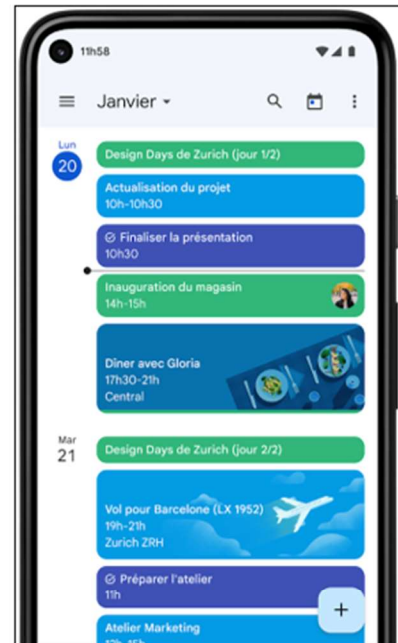 11h58
Janvier
Lun
20
Design Days de Zurich (jour 1/2)
Actualisation du projet
10h-10h30
Finaliser la présentation
10h30
Inauguration du magasin
14h-15h
Dîner avec Gloria
17h30-21h
Central
Mar
21
Design Days de Zurich (jour 2/2)
Vol pour Barcelone (LX 1952)
19h-21h
Zurich ZRH
Préparer l'atelier
11h
+
Atelier Marketing